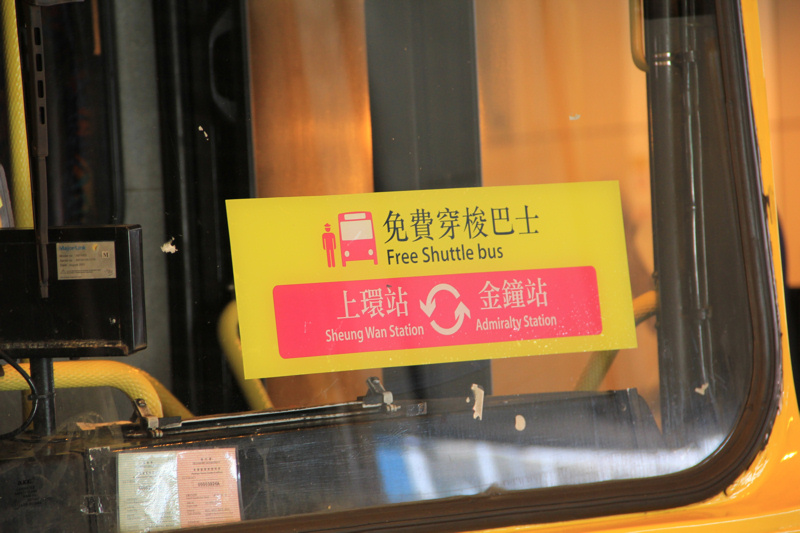 免費穿梭巴士
Free Shuttle bus
上環站
Sheung Wan Station
金鐘站
Admiralty Station